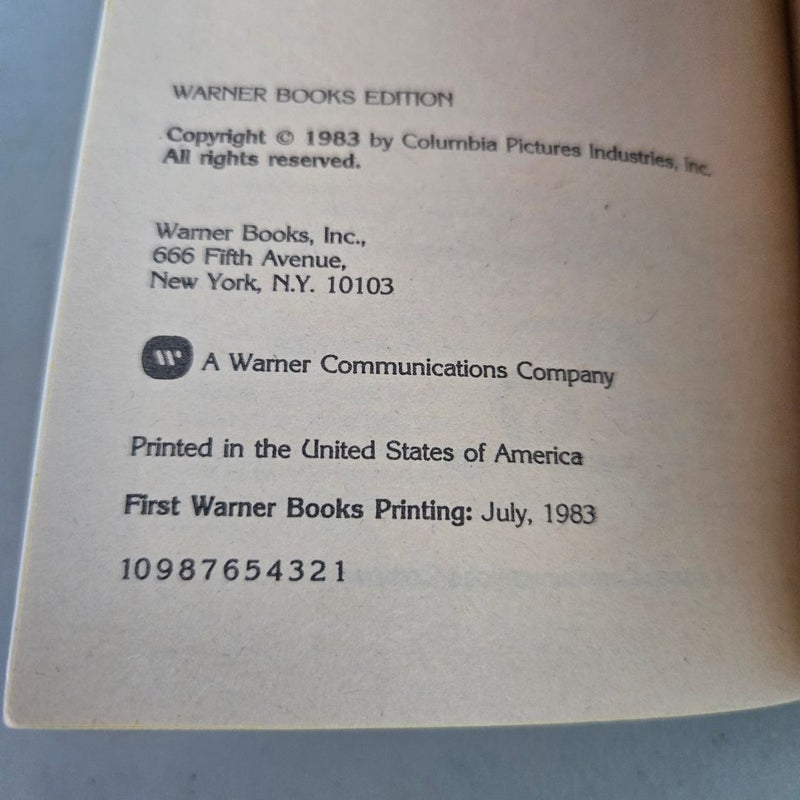 WARNER BOOKS EDITION
Copyright © 1983 by Columbia Pictures Industries, Inc.
All rights reserved.
Warner Books, Inc.,
666 Fifth Avenue,
New York, N.Y. 10103
A Warner Communications Company
Printed in the United States of America
First Warner Books Printing: July, 1983
10987654321